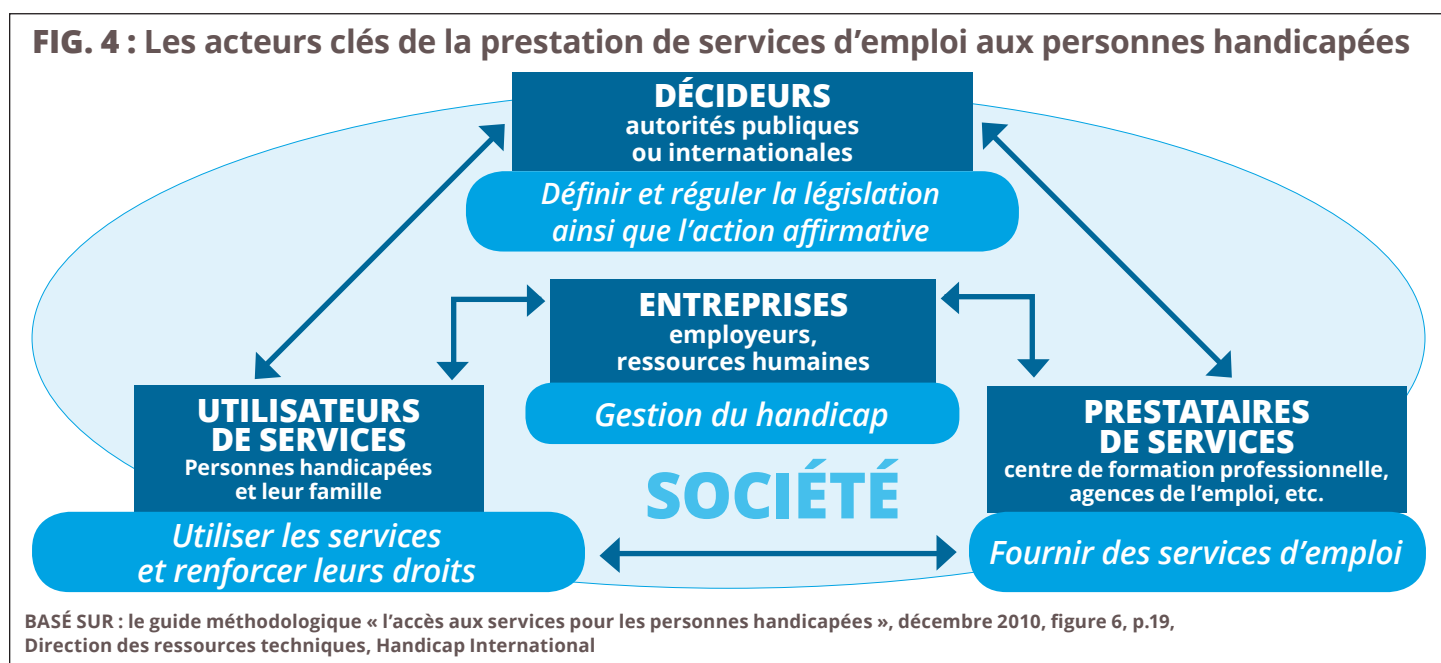 FIG. 4 : Les acteurs clés de la prestation de services d’emploi aux personnes handicapées
DÉCIDEURS
autorités publiques
ou internationales
Définir et réguler la législation
ainsi que l’action affirmative
ENTREPRISES
employeurs,
ressources humaines
Gestion du handicap
UTILISATEURS
DE SERVICES
Personnes handicapées
et leur famille
Utiliser les services
et renforcer leurs droits
SOCIÉTÉ
PRESTATAIRES
DE SERVICES
centre de formation professionnelle,
agences de l’emploi, etc.
Fournir des services d’emploi
BASÉ SUR : le guide méthodologique « l’accès aux services pour les personnes handicapées », décembre 2010, figure 6, p.19,
Direction des ressources techniques, Handicap International